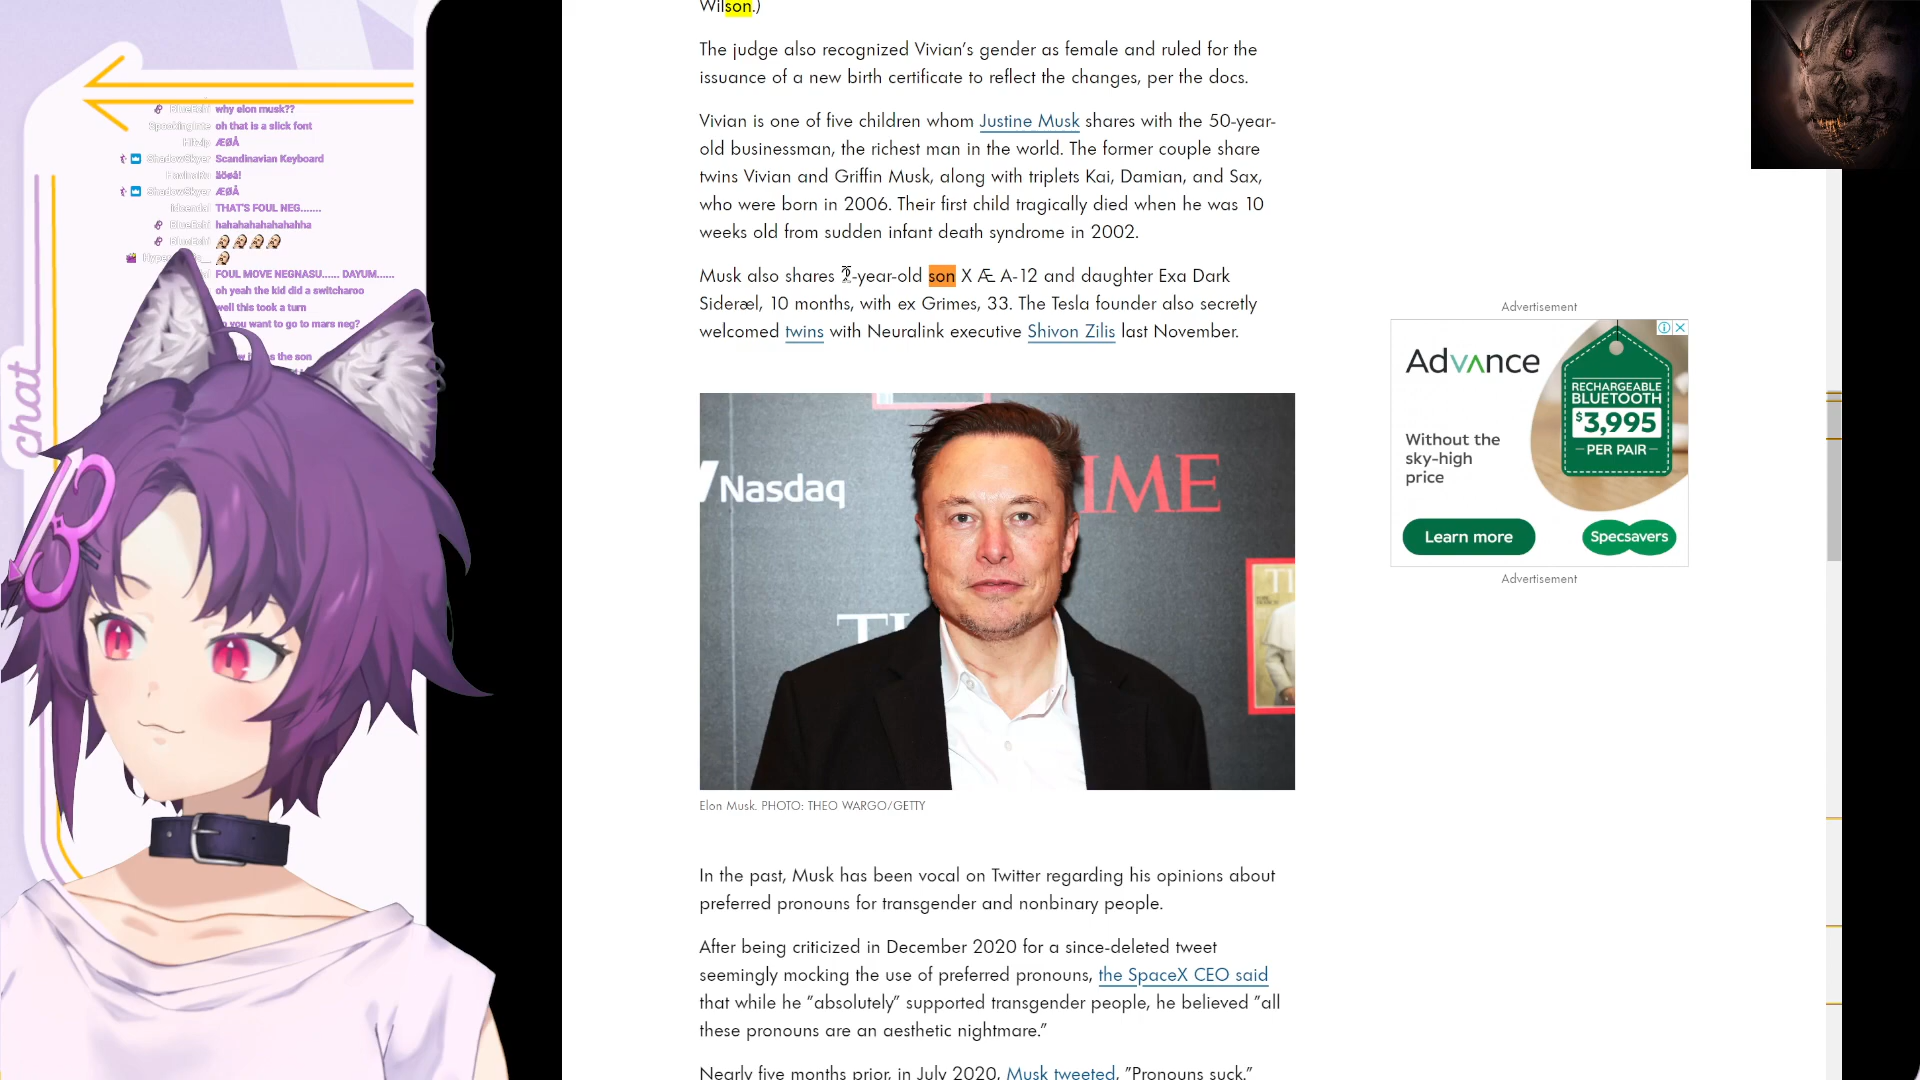 Wilson.)
The judge also recognized Vivian's gender as female and ruled for the
issuance of a new birth certificate to reflect the changes, per the docs.
Vivian is one of five children whom Justine Musk shares with the 50-year-
old businessman, the richest man in the world. The former couple share
twins Vivian and Griffin Musk, along with triplets Kai, Damian, and Sax,
who were born in 2006. Their first child tragically died when he was 10
weeks old from sudden infant death syndrome in 2002.
Musk also shares 2-year-old son X Æ A-12 and daughter Exa Dark
Sideræl, 10 months, with ex Grimes, 33. The Tesla founder also secretly
welcomed twins with Neuralink executive Shivon Zilis last November.
Nasdaq
TIME
Elon Musk. PHOTO: THEO WARGO/GETTY
In the past, Musk has been vocal on Twitter regarding his opinions about
preferred pronouns for transgender and nonbinary people.
After being criticized in December 2020 for a since-deleted tweet
seemingly mocking the use of preferred pronouns, the SpaceX CEO said
that while he "absolutely" supported transgender people, he believed "all
these pronouns are an aesthetic nightmare."
Nearly five months prior, in July 2020, Musk tweeted, "Pronouns suck."
Advertisement
Advance
Without the
sky-high
price
RECHARGEABLE
BLUETOOTH
$3,995
PER PAIR
Learn more
Specsavers
Advertisement
chat
why elon musk??
oh that is a slick font
ÆØÅ
ShadowSkyer Scandinavian Keyboard
ShadowSkyer ÆØÅ
THAT'S FOUL NEG.......
hahahahahahahha
FOUL MOVE NEGNASU...... DAYUM......
oh yeah the kid did a switcharoo
well this took a turn
you want to go to mars neg?
s the son